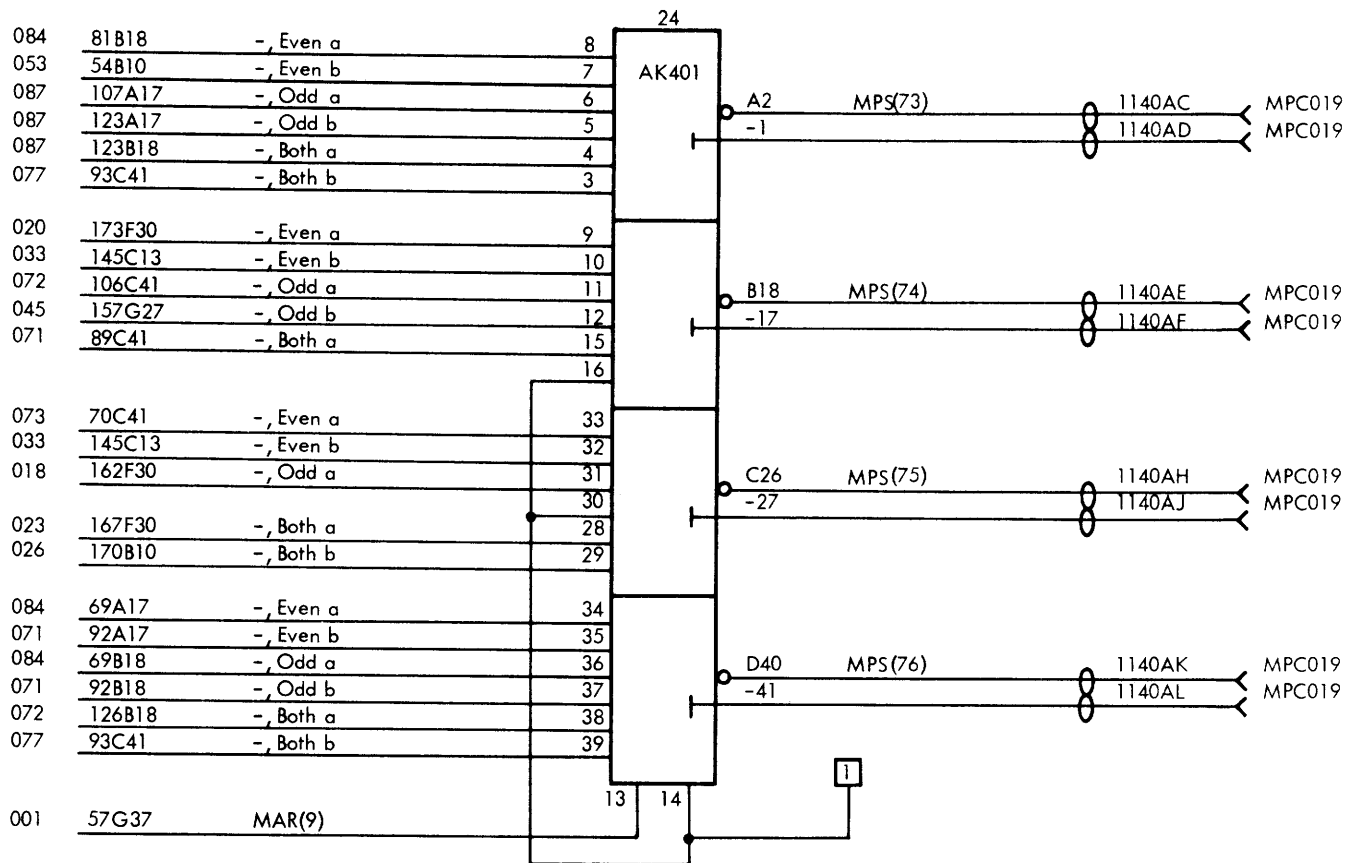 24
AK401
084 81B18 -, Even a 8
053 54B10 -, Even b 7
087 107A17 -, Odd a 6
087 123A17 -, Odd b 5
087 123B18 -, Both a 4
077 93C41 -, Both b 3
A2 MPS(73) 1140AC MPC019
-1 1140AD MPC019
020 173F30 -, Even a 9
033 145C13 -, Even b 10
072 106C41 -, Odd a 11
045 157G27 -, Odd b 12
071 89C41 -, Both a 15
16
B18 MPS(74) 1140AE MPC019
-17 1140AF MPC019
073 70C41 -, Even a 33
033 145C13 -, Even b 32
018 162F30 -, Odd a 31
30
023 167F30 -, Both a 28
026 170B10 -, Both b 29
C26 MPS(75) 1140AH MPC019
-27 1140AJ MPC019
084 69A17 -, Even a 34
071 92A17 -, Even b 35
084 69B18 -, Odd a 36
071 92B18 -, Odd b 37
072 126B18 -, Both a 38
077 93C41 -, Both b 39
D40 MPS(76) 1140AK MPC019
-41 1140AL MPC019
1
13 14
001 57G37 MAR(9)